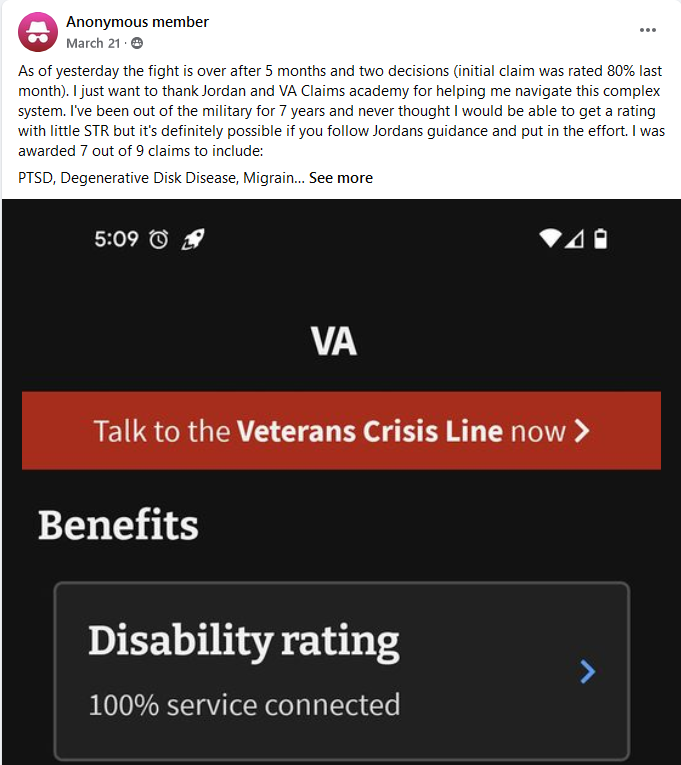 Anonymous member
March 21 ·
As of yesterday the fight is over after 5 months and two decisions (initial claim was rated 80% last
month). I just want to thank Jordan and VA Claims academy for helping me navigate this complex
system. I've been out of the military for 7 years and never thought I would be able to get a rating
with little STR but it's definitely possible if you follow Jordans guidance and put in the effort. I was
awarded 7 out of 9 claims to include:
PTSD, Degenerative Disk Disease, Migrain... See more
5:09
VA
Talk to the Veterans Crisis Line now
Benefits
Disability rating
100% service connected